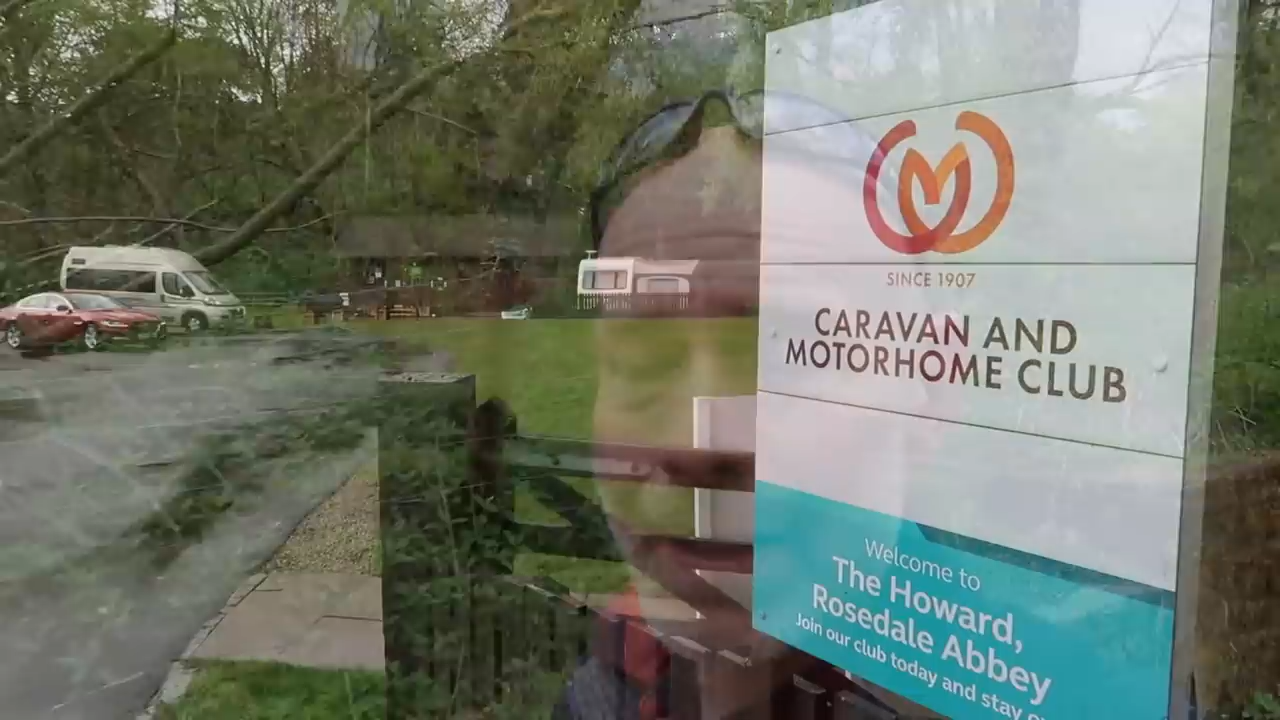 SINCE 1907
CARAVAN AND
MOTORHOME CLUB
Welcome to
The Howard,
Rosedale Abbey
Join our club today and stay